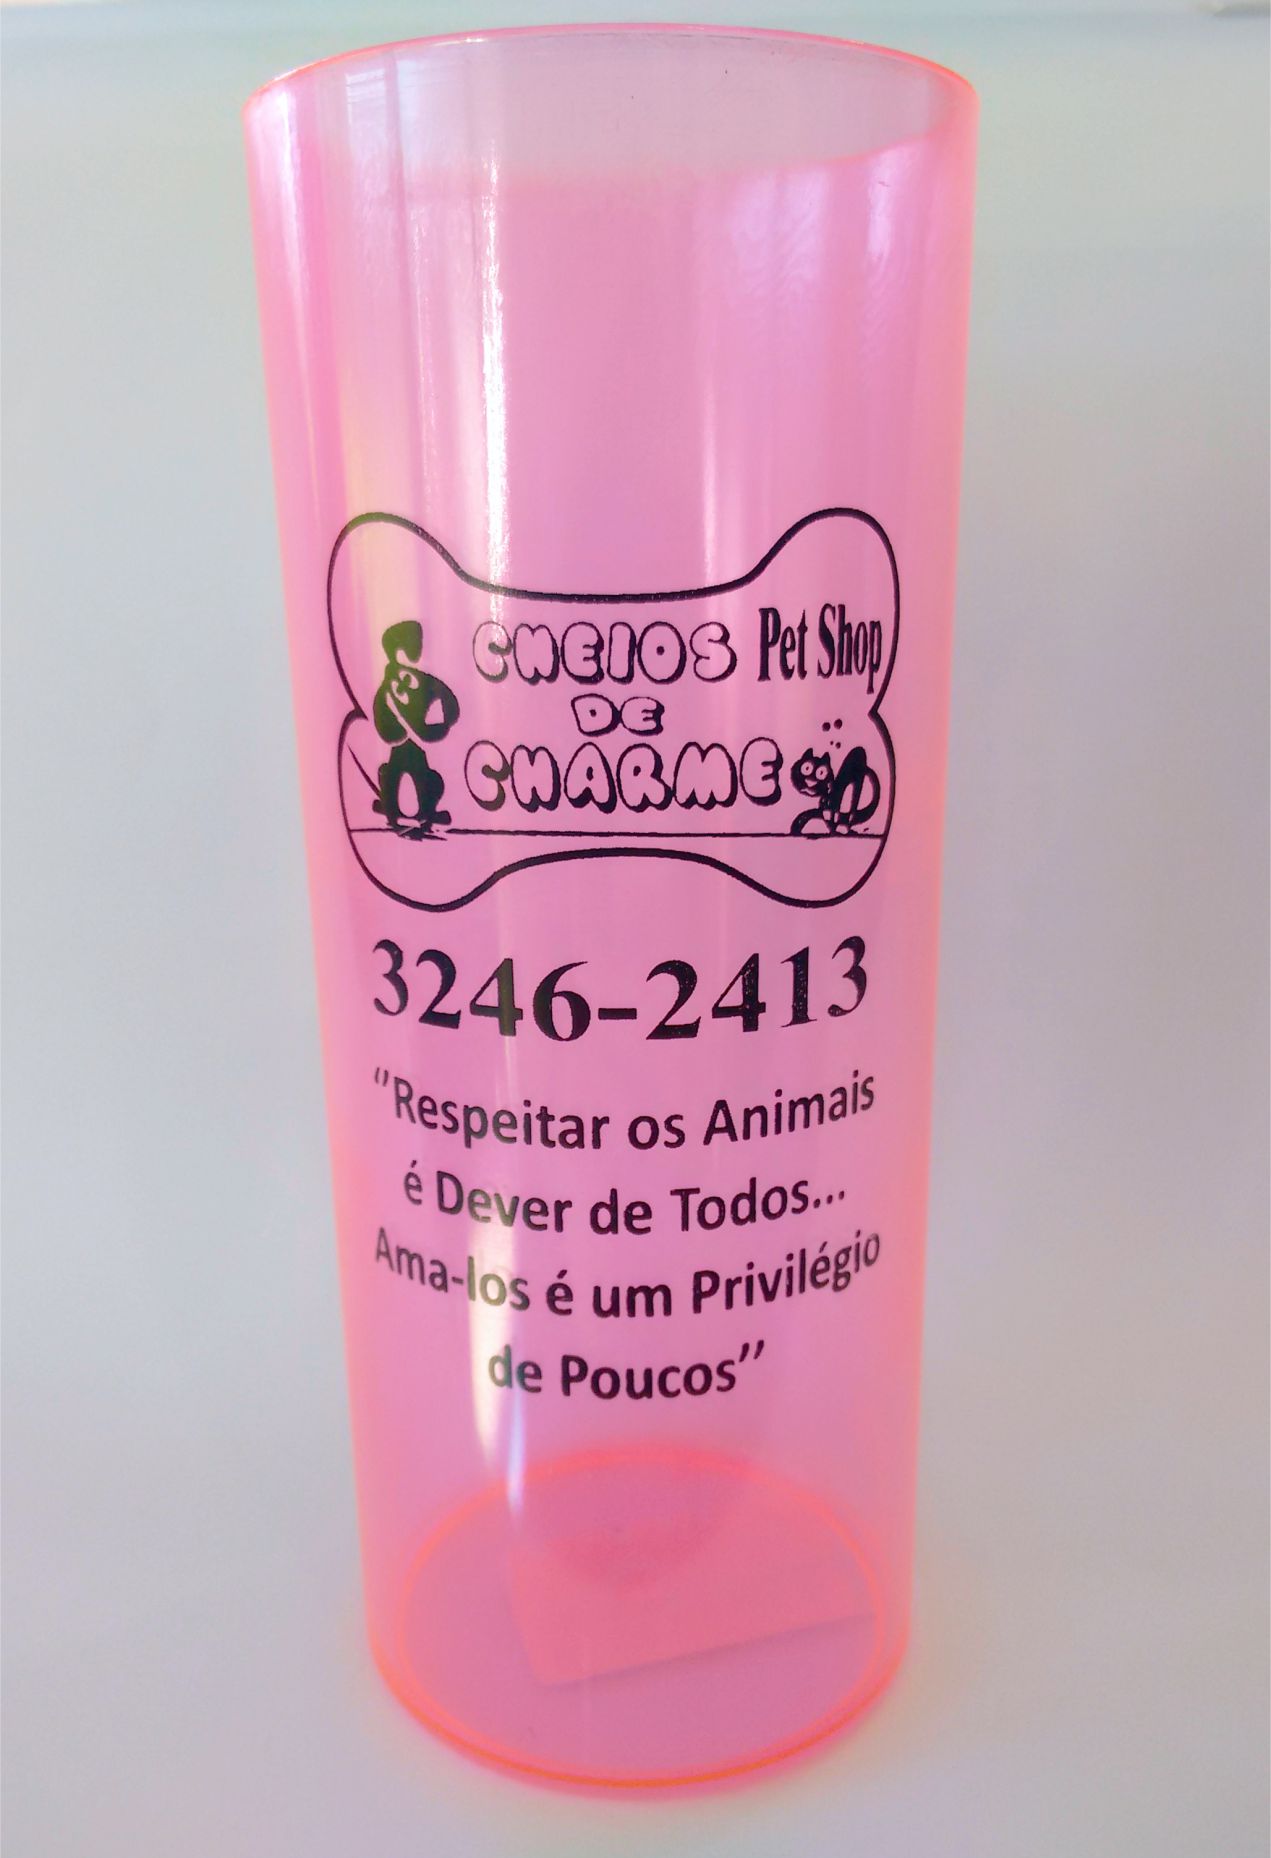 CHEIOS Pet Shop
DE
CHARME
3246-2413
"Respeitar os Animais
é Dever de Todos...
Ama-los é um Privilégio
de Poucos"